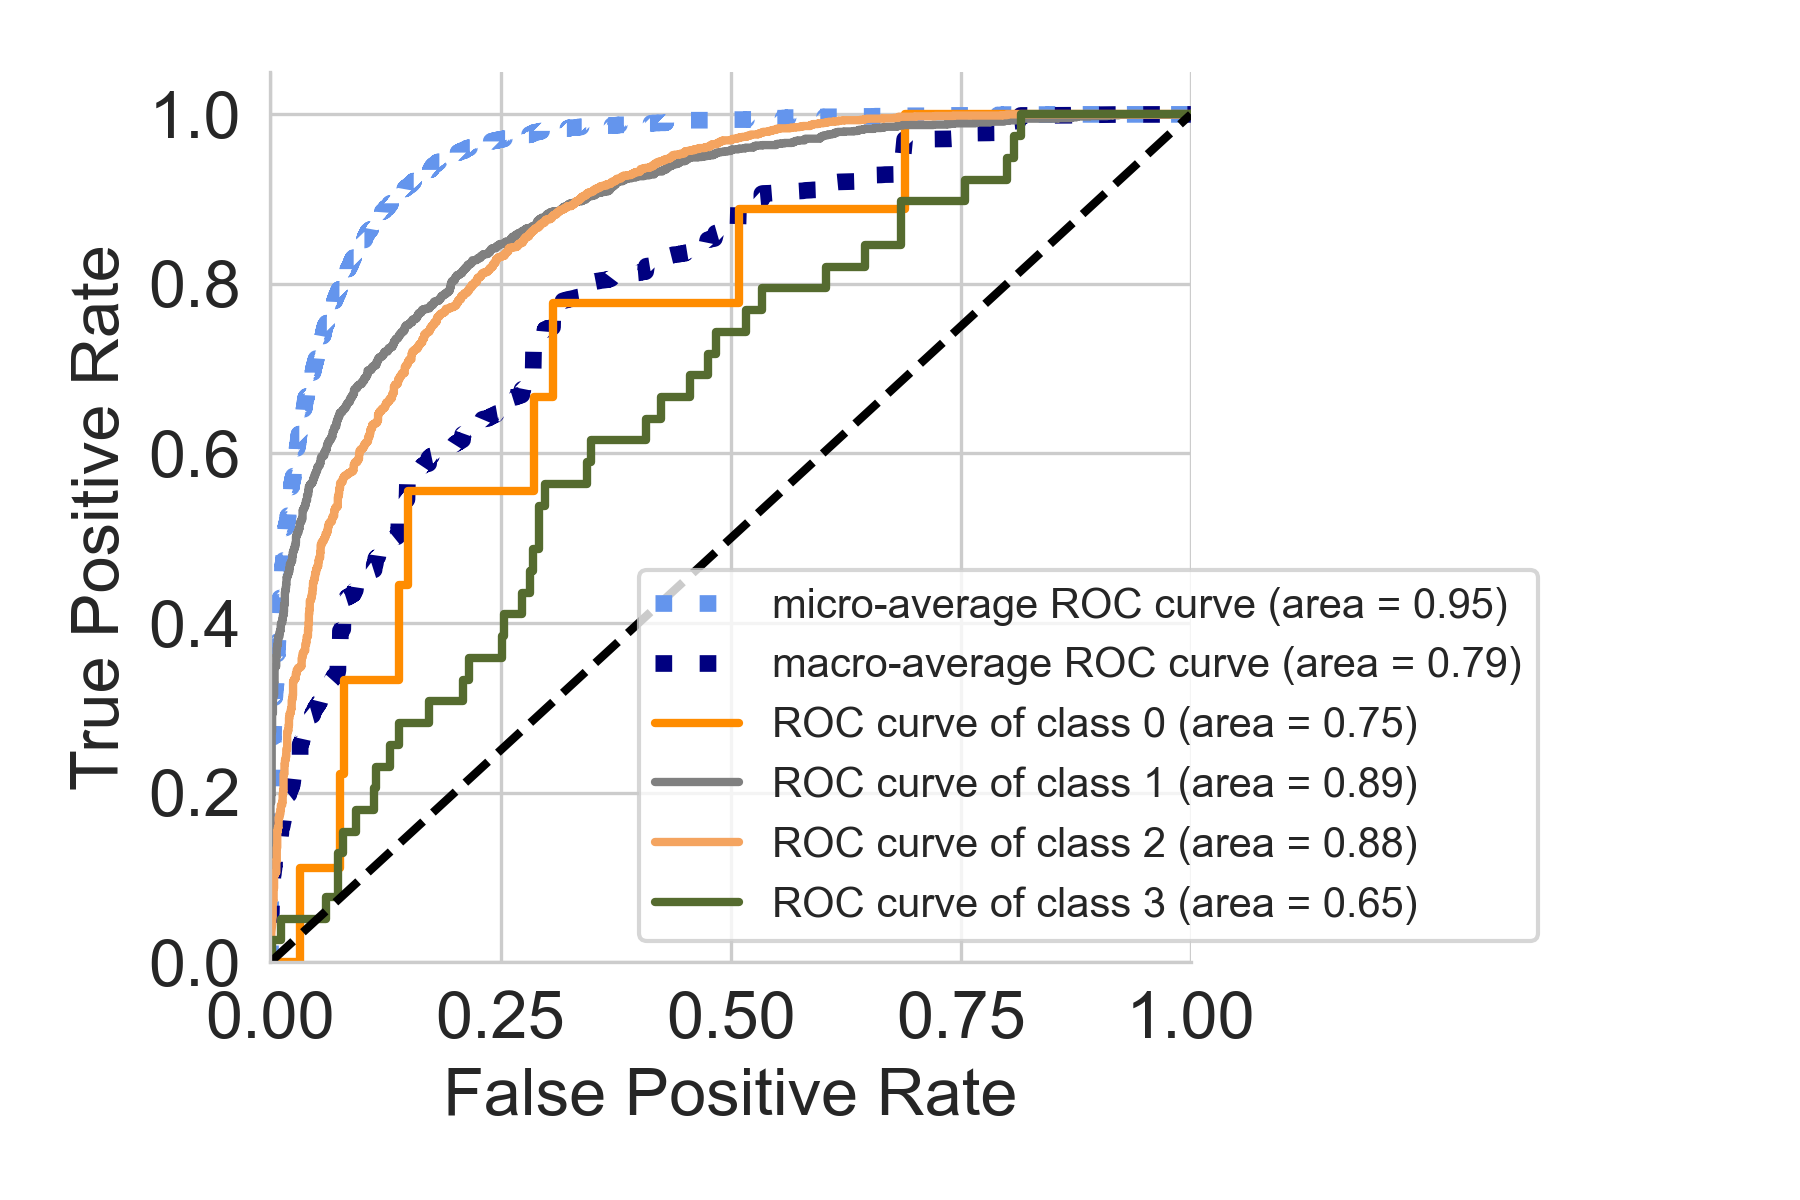 1.0
0.8
0.6
0.4
0.2
0.0
True Positive Rate
0.00 0.25 0.50 0.75 1.00
False Positive Rate
micro-average ROC curve (area = 0.95)
macro-average ROC curve (area = 0.79)
ROC curve of class 0 (area = 0.75)
ROC curve of class 1 (area = 0.89)
ROC curve of class 2 (area = 0.88)
ROC curve of class 3 (area = 0.65)